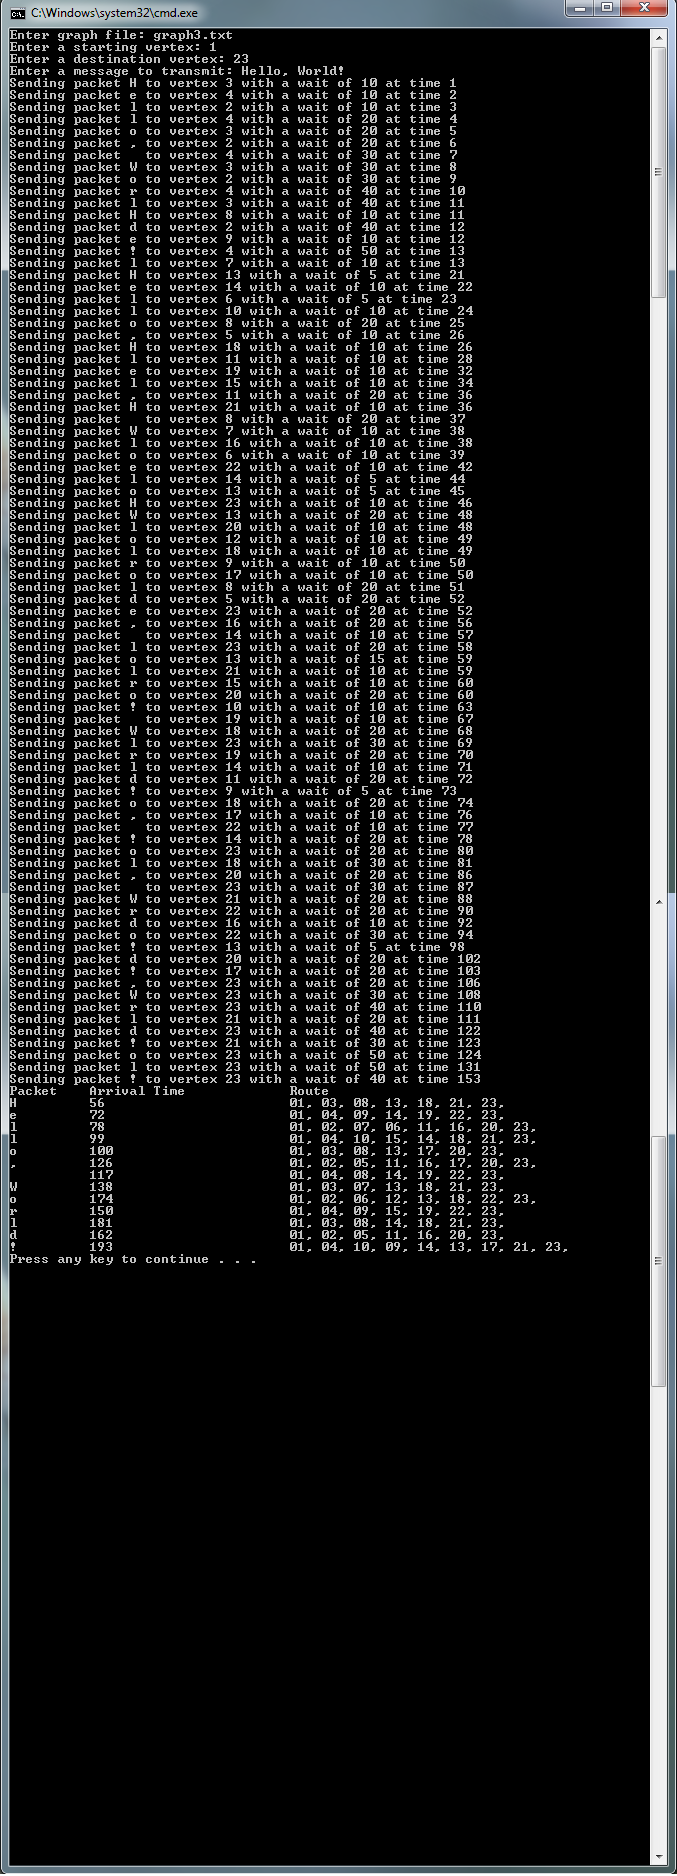 C:\Windows\system32\cmd.exe
Enter graph file: graph3.txt
Enter a starting vertex: 1
Enter a destination vertex: 23
Enter a message to transmit: Hello, World!
Sending packet H to vertex 3 with a wait of 10 at time 1
Sending packet e to vertex 4 with a wait of 10 at time 2
Sending packet l to vertex 2 with a wait of 10 at time 3
Sending packet l to vertex 4 with a wait of 20 at time 4
Sending packet o to vertex 3 with a wait of 20 at time 5
Sending packet , to vertex 2 with a wait of 20 at time 6
Sending packet   to vertex 4 with a wait of 30 at time 7
Sending packet W to vertex 3 with a wait of 30 at time 8
Sending packet o to vertex 2 with a wait of 30 at time 9
Sending packet r to vertex 4 with a wait of 40 at time 10
Sending packet l to vertex 3 with a wait of 40 at time 11
Sending packet H to vertex 8 with a wait of 10 at time 11
Sending packet d to vertex 2 with a wait of 40 at time 12
Sending packet e to vertex 9 with a wait of 10 at time 12
Sending packet ! to vertex 4 with a wait of 50 at time 13
Sending packet l to vertex 7 with a wait of 10 at time 13
Sending packet H to vertex 13 with a wait of 5 at time 21
Sending packet e to vertex 14 with a wait of 10 at time 22
Sending packet l to vertex 6 with a wait of 5 at time 23
Sending packet l to vertex 10 with a wait of 10 at time 24
Sending packet o to vertex 8 with a wait of 20 at time 25
Sending packet , to vertex 5 with a wait of 10 at time 26
Sending packet H to vertex 18 with a wait of 10 at time 26
Sending packet l to vertex 11 with a wait of 10 at time 28
Sending packet e to vertex 19 with a wait of 10 at time 32
Sending packet l to vertex 15 with a wait of 10 at time 34
Sending packet , to vertex 11 with a wait of 20 at time 36
Sending packet H to vertex 21 with a wait of 10 at time 36
Sending packet   to vertex 8 with a wait of 20 at time 37
Sending packet W to vertex 7 with a wait of 10 at time 38
Sending packet l to vertex 16 with a wait of 10 at time 38
Sending packet o to vertex 6 with a wait of 10 at time 39
Sending packet e to vertex 22 with a wait of 10 at time 42
Sending packet l to vertex 14 with a wait of 5 at time 44
Sending packet o to vertex 13 with a wait of 5 at time 45
Sending packet H to vertex 23 with a wait of 10 at time 46
Sending packet W to vertex 13 with a wait of 20 at time 48
Sending packet l to vertex 20 with a wait of 10 at time 48
Sending packet o to vertex 12 with a wait of 10 at time 49
Sending packet l to vertex 18 with a wait of 10 at time 49
Sending packet r to vertex 9 with a wait of 10 at time 50
Sending packet o to vertex 17 with a wait of 10 at time 50
Sending packet l to vertex 8 with a wait of 20 at time 51
Sending packet d to vertex 5 with a wait of 20 at time 52
Sending packet e to vertex 23 with a wait of 20 at time 52
Sending packet , to vertex 16 with a wait of 20 at time 56
Sending packet   to vertex 14 with a wait of 10 at time 57
Sending packet l to vertex 23 with a wait of 20 at time 58
Sending packet o to vertex 13 with a wait of 15 at time 59
Sending packet l to vertex 21 with a wait of 10 at time 59
Sending packet r to vertex 15 with a wait of 10 at time 60
Sending packet o to vertex 20 with a wait of 20 at time 60
Sending packet ! to vertex 10 with a wait of 10 at time 63
Sending packet   to vertex 19 with a wait of 10 at time 67
Sending packet W to vertex 18 with a wait of 20 at time 68
Sending packet l to vertex 23 with a wait of 30 at time 69
Sending packet r to vertex 19 with a wait of 20 at time 70
Sending packet l to vertex 14 with a wait of 10 at time 71
Sending packet d to vertex 11 with a wait of 20 at time 72
Sending packet ! to vertex 9 with a wait of 5 at time 73
Sending packet o to vertex 18 with a wait of 20 at time 74
Sending packet , to vertex 17 with a wait of 10 at time 76
Sending packet   to vertex 22 with a wait of 10 at time 77
Sending packet ! to vertex 14 with a wait of 20 at time 78
Sending packet o to vertex 23 with a wait of 20 at time 80
Sending packet l to vertex 18 with a wait of 30 at time 81
Sending packet , to vertex 20 with a wait of 20 at time 86
Sending packet   to vertex 23 with a wait of 30 at time 87
Sending packet W to vertex 21 with a wait of 20 at time 88
Sending packet r to vertex 22 with a wait of 20 at time 90
Sending packet d to vertex 16 with a wait of 10 at time 92
Sending packet o to vertex 22 with a wait of 30 at time 94
Sending packet ! to vertex 13 with a wait of 5 at time 98
Sending packet d to vertex 20 with a wait of 20 at time 102
Sending packet ! to vertex 17 with a wait of 20 at time 103
Sending packet , to vertex 23 with a wait of 20 at time 106
Sending packet W to vertex 23 with a wait of 30 at time 108
Sending packet r to vertex 23 with a wait of 40 at time 110
Sending packet l to vertex 21 with a wait of 20 at time 111
Sending packet d to vertex 23 with a wait of 40 at time 122
Sending packet ! to vertex 21 with a wait of 30 at time 123
Sending packet o to vertex 23 with a wait of 50 at time 124
Sending packet l to vertex 23 with a wait of 50 at time 131
Sending packet ! to vertex 23 with a wait of 40 at time 153
Packet    Arrival Time             Route
H         56                       01, 03, 08, 13, 18, 21, 23,
e         72                       01, 04, 09, 14, 19, 22, 23,
l         78                       01, 02, 07, 06, 11, 16, 20, 23,
l         99                       01, 04, 10, 15, 14, 18, 21, 23,
o         100                      01, 03, 08, 13, 17, 20, 23,
,         126                      01, 02, 05, 11, 16, 17, 20, 23,
          117                      01, 04, 08, 14, 19, 22, 23,
W         138                      01, 03, 07, 13, 18, 21, 23,
o         174                      01, 02, 06, 12, 13, 18, 22, 23,
r         150                      01, 04, 09, 15, 19, 22, 23,
l         181                      01, 03, 08, 14, 18, 21, 23,
d         162                      01, 02, 05, 11, 16, 20, 23,
!         193                      01, 04, 10, 09, 14, 13, 17, 21, 23,
Press any key to continue . . .